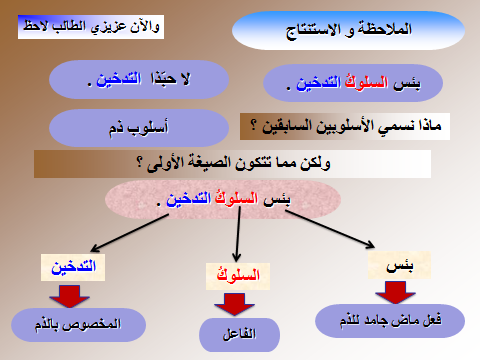 الملاحظة و الاستنتاج
والآن عزيزي الطالب لاحظ
بئس السلوكُ التدخين .
لا حبّذا التدخين .
ماذا نسمي الأسلوبين السابقين ؟
أسلوب ذم
ولكن مما تتكون الصيغة الأولى ؟
بئس السلوكُ التدخين .
بئس
السلوكُ
التدخين
فعل ماض جامد للذم
الفاعل
المخصوص بالذم